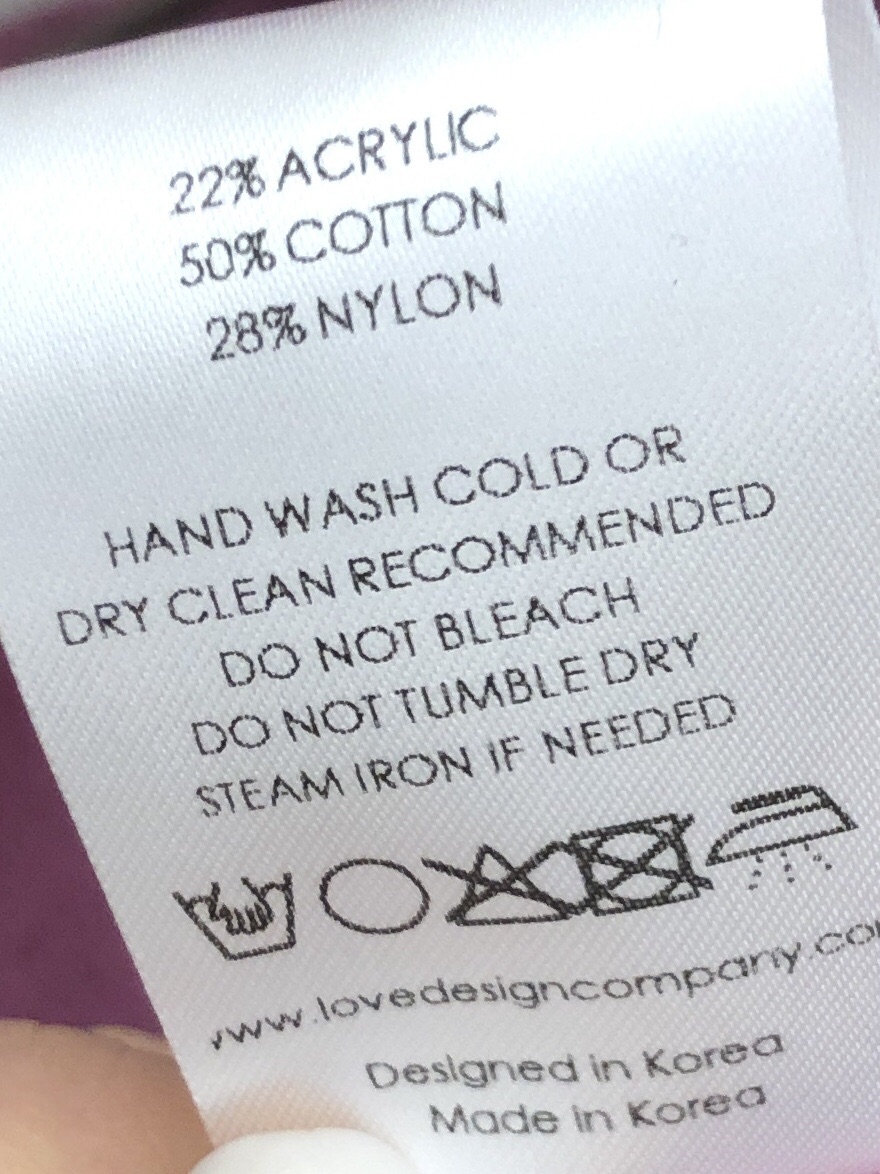 22% ACRYLIC
50% COTTON
28% NYLON
HAND WASH COLD OR
DRY CLEAN RECOMMENDED
DO NOT BLEACH
DO NOT TUMBLE DRY
STEAM IRON IF NEEDED
www.lovedesigncompany.co
Designed in Korea
Made in Korea